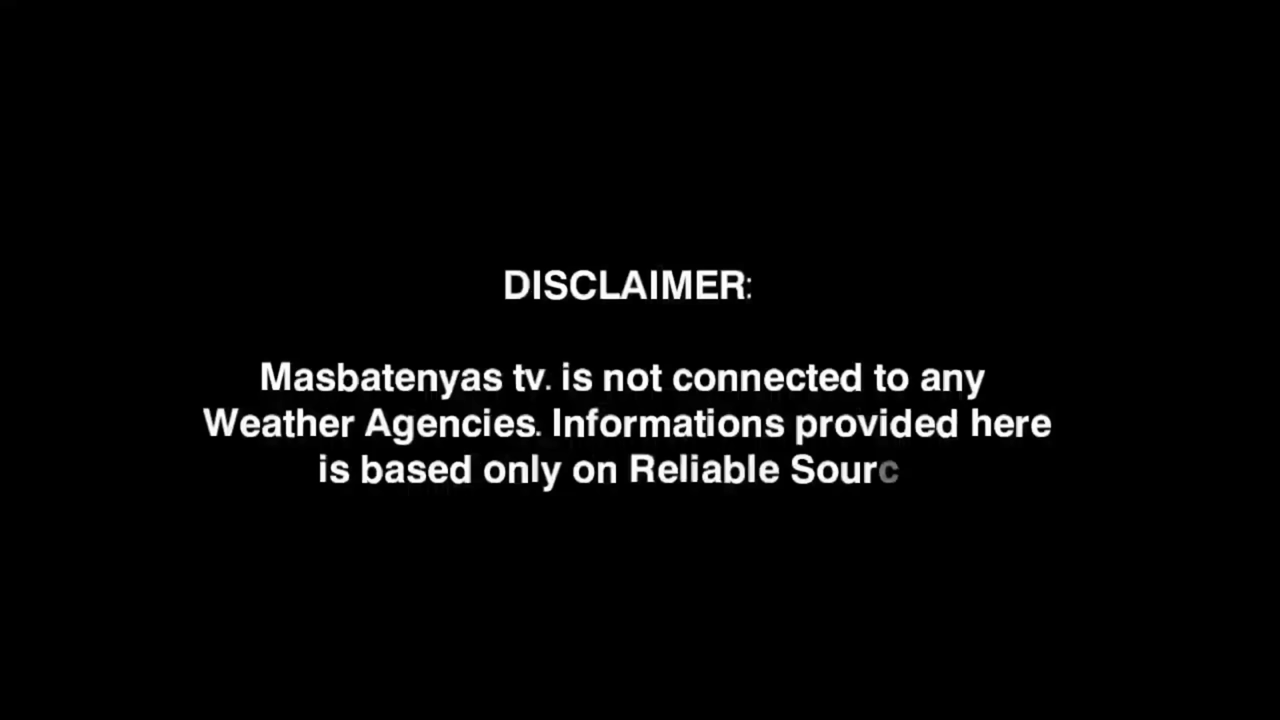 DISCLAIMER:
Masbatenyas tv. is not connected to any
Weather Agencies. Informations provided here
is based only on Reliable Sourc